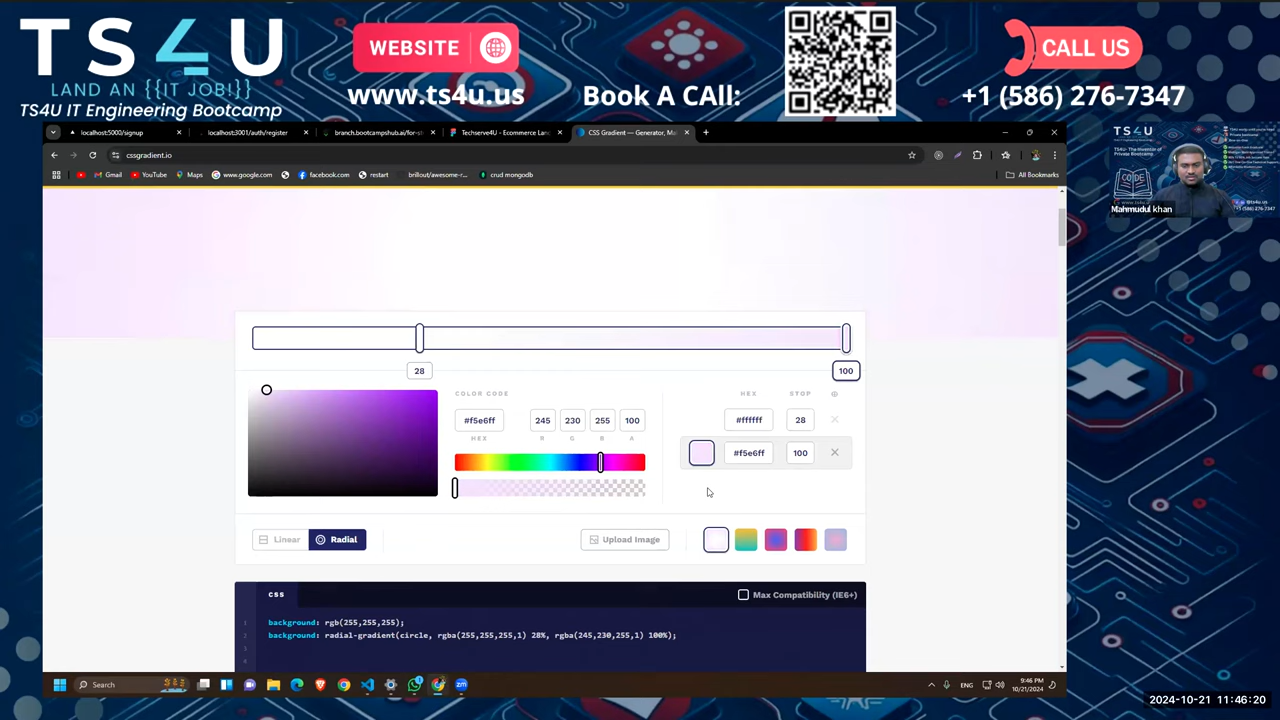 TS4U
LAND AN {{IT JOB!}}
TS4U IT Engineering Bootcamp
WEBSITE
www.ts4u.us
Book A CAll:
CALL US
+1 (586) 276-7347
localhost:5000/signup
localhost:3001/auth/register
branch.bootcampshub.ai/for-s
Techserve4U - Ecommerce Lan
CSS Gradient — Generator, Ma
cssgradient.io
Gmail
YouTube
Maps
www.google.com
facebook.com
restart
brillout/awesome-r...
crud mongodb
All Bookmarks
Mahmudul khan
28
100
COLOR CODE
HEX
STOP
#f5e6ff
245
230
255
100
HEX
R
G
B
A
#ffffff
28
#f5e6ff
100
Linear
Radial
Upload Image
css
Max Compatibility (IE6+)
1
background: rgb(255,255,255);
2
background: radial-gradient(circle, rgba(255,255,255,1) 28%, rgba(245,230,255,1) 100%);
3
4
Search
ENG
9:46 PM
10/21/2024
2024-10-21 11:46:20